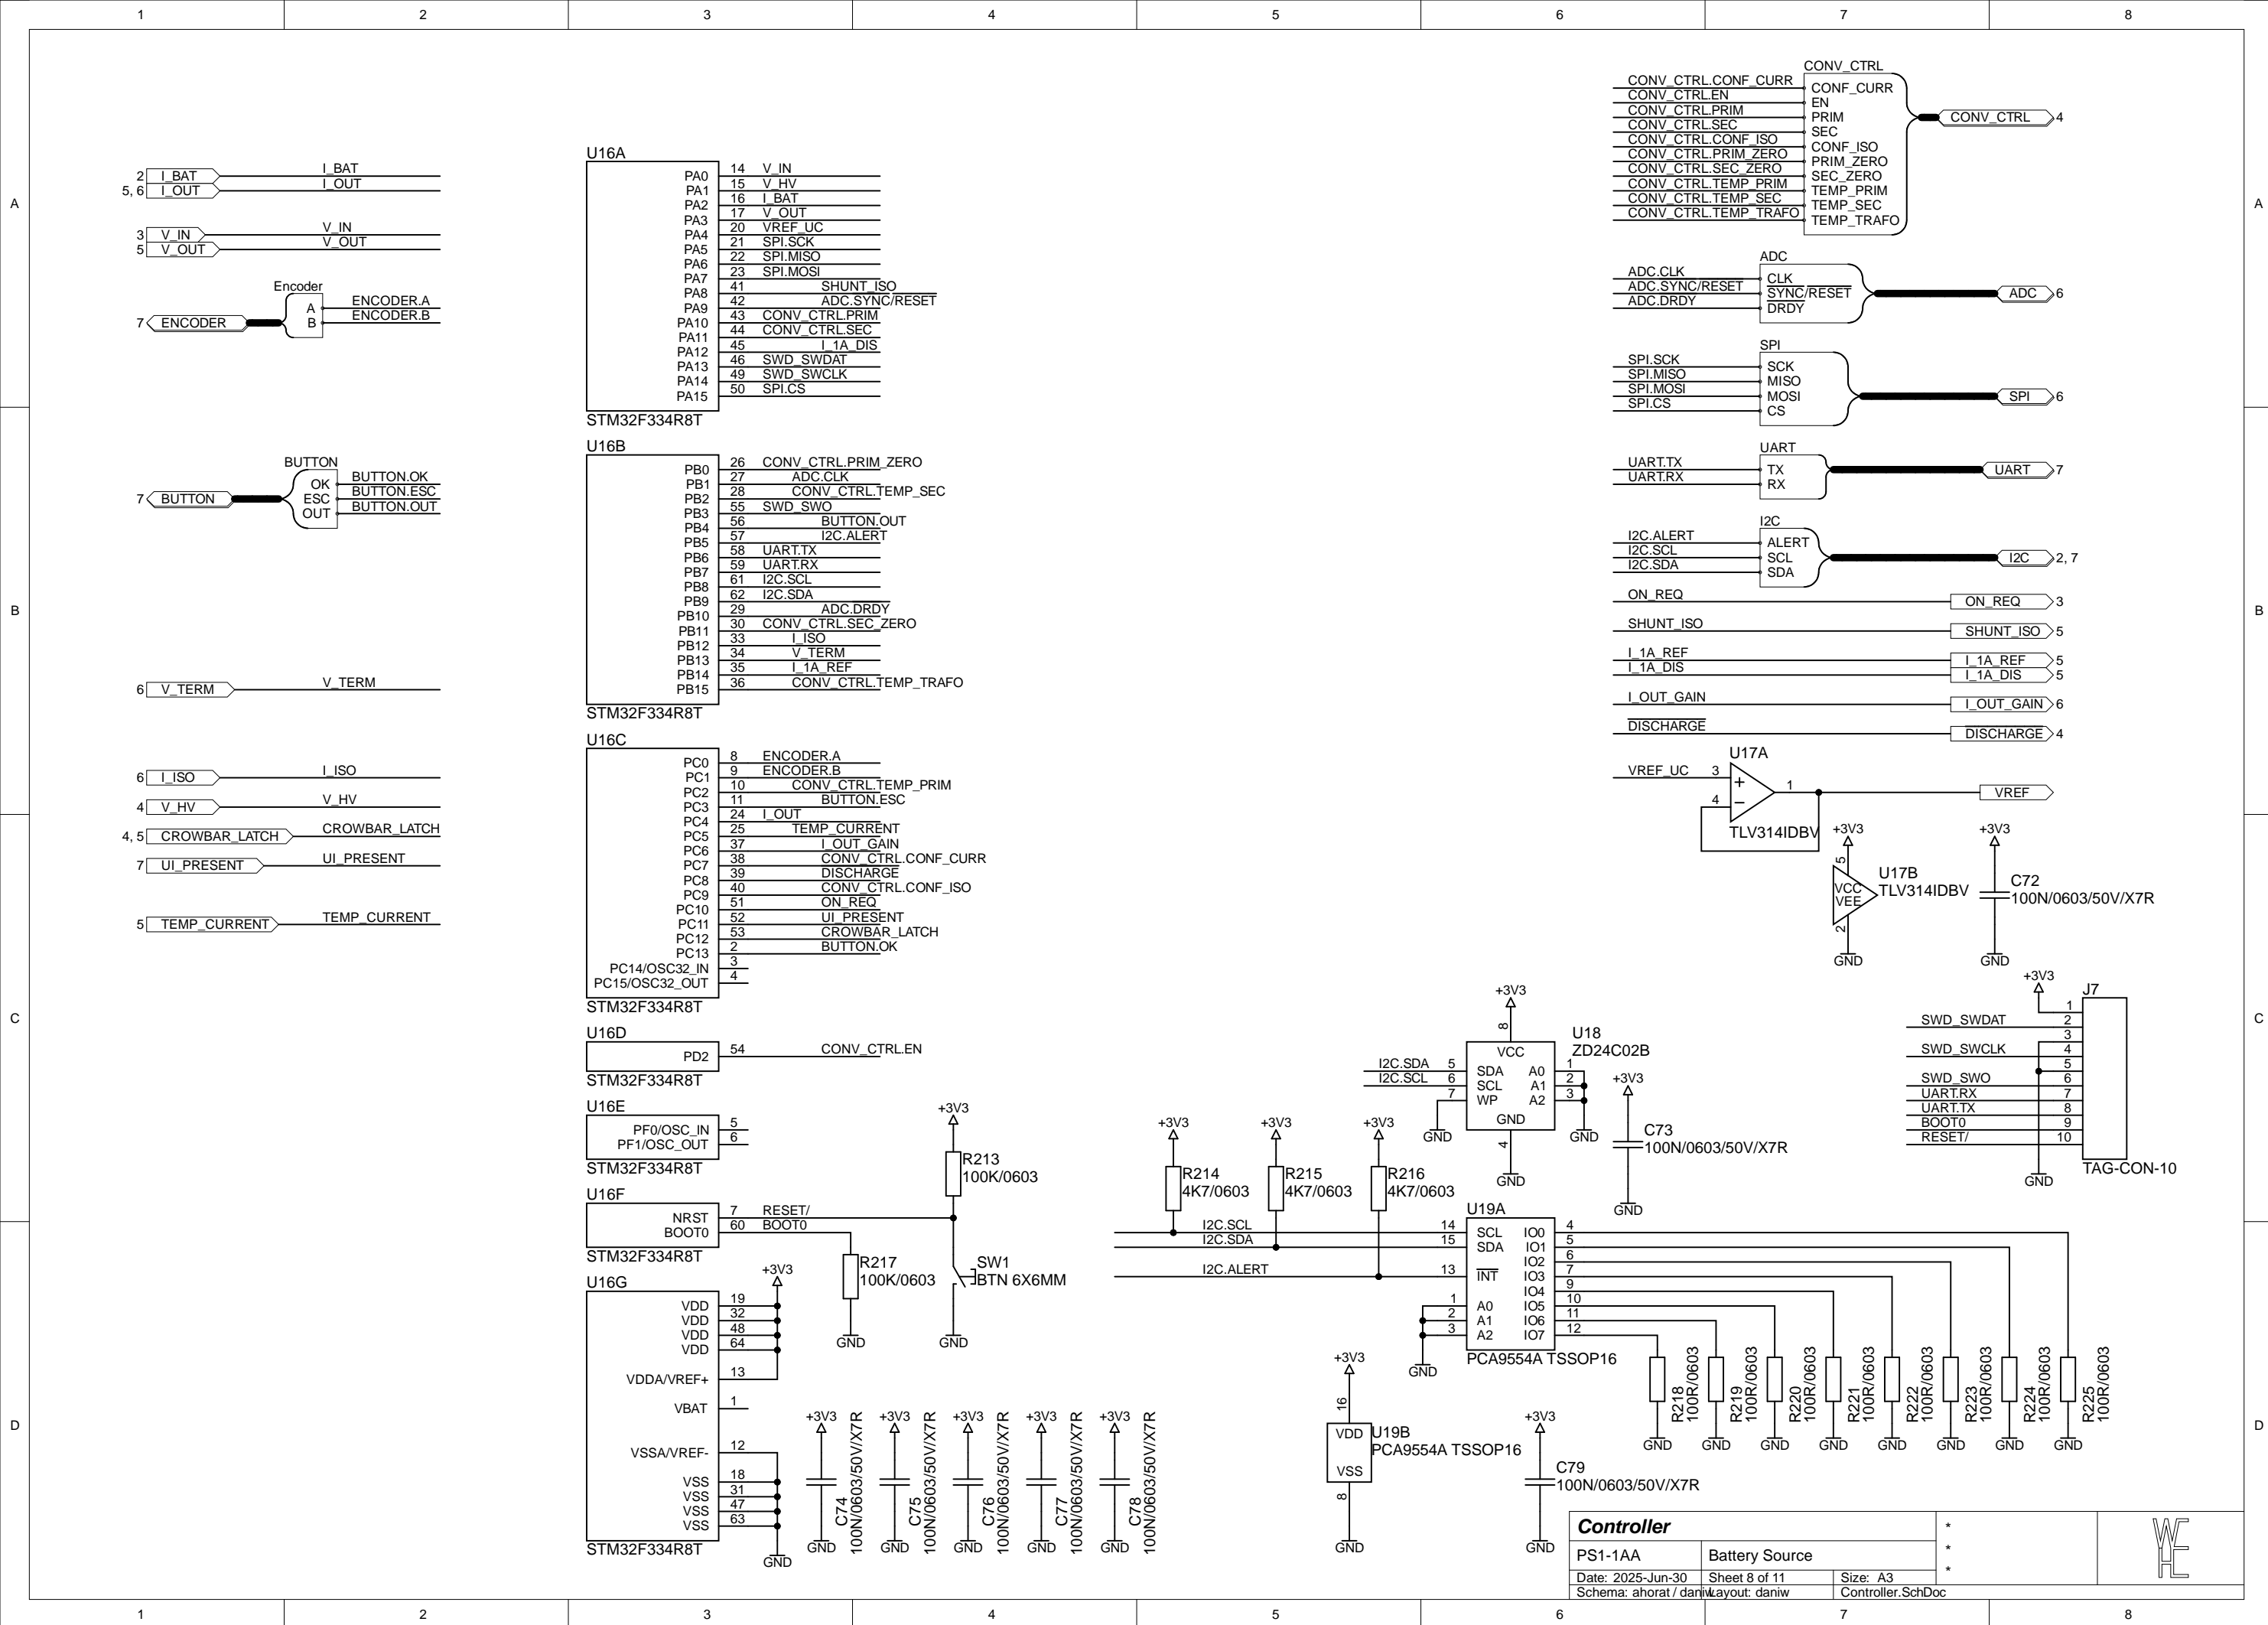 1 2 3 4 5 6 7 8
A
B
C
D
A
B
C
D
2 I_BAT I_BAT
5, 6 I_OUT I_OUT
3 V_IN V_IN
5 V_OUT V_OUT
Encoder
7 ENCODER A ENCODER.A
B ENCODER.B
BUTTON
7 BUTTON OK BUTTON.OK
ESC BUTTON.ESC
OUT BUTTON.OUT
6 V_TERM V_TERM
6 I_ISO I_ISO
4 V_HV V_HV
4, 5 CROWBAR_LATCH CROWBAR_LATCH
7 UI_PRESENT UI_PRESENT
5 TEMP_CURRENT TEMP_CURRENT
U16A
PA0 14 V_IN
PA1 15 V_HV
PA2 16 I_BAT
PA3 17 V_OUT
PA4 20 VREF_UC
PA5 21 SPI.SCK
PA6 22 SPI.MISO
PA7 23 SPI.MOSI
PA8 41 SHUNT_ISO
PA9 42 ADC.SYNC/RESET
PA10 43 CONV_CTRL.PRIM
PA11 44 CONV_CTRL.SEC
PA12 45 I_1A_DIS
PA13 46 SWD_SWDAT
PA14 49 SWD_SWCLK
PA15 50 SPI.CS
STM32F334R8T
U16B
PB0 26 CONV_CTRL.PRIM_ZERO
PB1 27 ADC.CLK
PB2 28 CONV_CTRL.TEMP_SEC
PB3 55 SWD_SWO
PB4 56 BUTTON.OUT
PB5 57 I2C.ALERT
PB6 58 UART.TX
PB7 59 UART.RX
PB8 61 I2C.SCL
PB9 62 I2C.SDA
PB10 29 ADC.DRDY
PB11 30 CONV_CTRL.SEC_ZERO
PB12 33 I_ISO
PB13 34 V_TERM
PB14 35 I_1A_REF
PB15 36 CONV_CTRL.TEMP_TRAFO
STM32F334R8T
U16C
PC0 8 ENCODER.A
PC1 9 ENCODER.B
PC2 10 CONV_CTRL.TEMP_PRIM
PC3 11 BUTTON.ESC
PC4 24 I_OUT
PC5 25 TEMP_CURRENT
PC6 37 I_OUT_GAIN
PC7 38 CONV_CTRL.CONF_CURR
PC8 39 DISCHARGE
PC9 40 CONV_CTRL.CONF_ISO
PC10 51 ON_REQ
PC11 52 UI_PRESENT
PC12 53 CROWBAR_LATCH
PC13 2 BUTTON.OK
PC14/OSC32_IN 3
PC15/OSC32_OUT 4
STM32F334R8T
U16D
PD2 54 CONV_CTRL.EN
STM32F334R8T
U16E
PF0/OSC_IN 5
PF1/OSC_OUT 6
STM32F334R8T
U16F
NRST 7 RESET/
BOOT0 60 BOOT0
STM32F334R8T
+3V3
R213
100K/0603
R217
100K/0603
GND
SW1
BTN 6X6MM
GND
U16G
+3V3
VDD 19
VDD 32
VDD 48
VDD 64
VDDA/VREF+ 13
VBAT 1
VSSA/VREF- 12
VSS 18
VSS 31
VSS 47
VSS 63
STM32F334R8T
GND
+3V3 C74 100N/0603/50V/X7R GND
+3V3 C75 100N/0603/50V/X7R GND
+3V3 C76 100N/0603/50V/X7R GND
+3V3 C77 100N/0603/50V/X7R GND
+3V3 C78 100N/0603/50V/X7R GND
CONV_CTRL
CONV_CTRL.CONF_CURR CONF_CURR
CONV_CTRL.EN EN
CONV_CTRL.PRIM PRIM
CONV_CTRL.SEC SEC
CONV_CTRL.CONF_ISO CONF_ISO
CONV_CTRL.PRIM_ZERO PRIM_ZERO
CONV_CTRL.SEC_ZERO SEC_ZERO
CONV_CTRL.TEMP_PRIM TEMP_PRIM
CONV_CTRL.TEMP_SEC TEMP_SEC
CONV_CTRL.TEMP_TRAFO TEMP_TRAFO
CONV_CTRL 4
ADC
ADC.CLK CLK
ADC.SYNC/RESET SYNC/RESET
ADC.DRDY DRDY
ADC 6
SPI
SPI.SCK SCK
SPI.MISO MISO
SPI.MOSI MOSI
SPI.CS CS
SPI 6
UART
UART.TX TX
UART.RX RX
UART 7
I2C
I2C.ALERT ALERT
I2C.SCL SCL
I2C.SDA SDA
I2C 2, 7
ON_REQ ON_REQ 3
SHUNT_ISO SHUNT_ISO 5
I_1A_REF I_1A_REF 5
I_1A_DIS I_1A_DIS 5
I_OUT_GAIN I_OUT_GAIN 6
DISCHARGE DISCHARGE 4
U17A
VREF_UC 3 + 1 VREF
4 −
TLV314IDBV
+3V3
5
VCC
VEE
2
GND
U17B
TLV314IDBV
+3V3
C72
100N/0603/50V/X7R
GND
+3V3
J7
1
SWD_SWDAT 2
3
SWD_SWCLK 4
5
SWD_SWO 6
UART.RX 7
UART.TX 8
BOOT0 9
RESET/ 10
TAG-CON-10
GND
+3V3
8
U18
ZD24C02B
VCC
I2C.SDA 5 SDA A0 1
I2C.SCL 6 SCL A1 2
7 WP A2 3
GND
4
GND
GND
GND
+3V3
C73
100N/0603/50V/X7R
GND
+3V3
R214
4K7/0603
+3V3
R215
4K7/0603
+3V3
R216
4K7/0603
U19A
I2C.SCL 14 SCL IO0 4
I2C.SDA 15 SDA IO1 5
IO2 6
I2C.ALERT 13 INT IO3 7
IO4 9
1 A0 IO5 10
2 A1 IO6 11
3 A2 IO7 12
PCA9554A TSSOP16
GND
R218 100R/0603 GND
R219 100R/0603 GND
R220 100R/0603 GND
R221 100R/0603 GND
R222 100R/0603 GND
R223 100R/0603 GND
R224 100R/0603 GND
R225 100R/0603 GND
+3V3
16
VDD
VSS
8
GND
U19B
PCA9554A TSSOP16
+3V3
C79
100N/0603/50V/X7R
GND
Controller
PS1-1AA Battery Source
Date: 2025-Jun-30 Sheet 8 of 11 Size: A3
Schema: ahorat / daniw Layout: daniw Controller.SchDoc
*
*
*
1 2 3 4 5 6 7 8